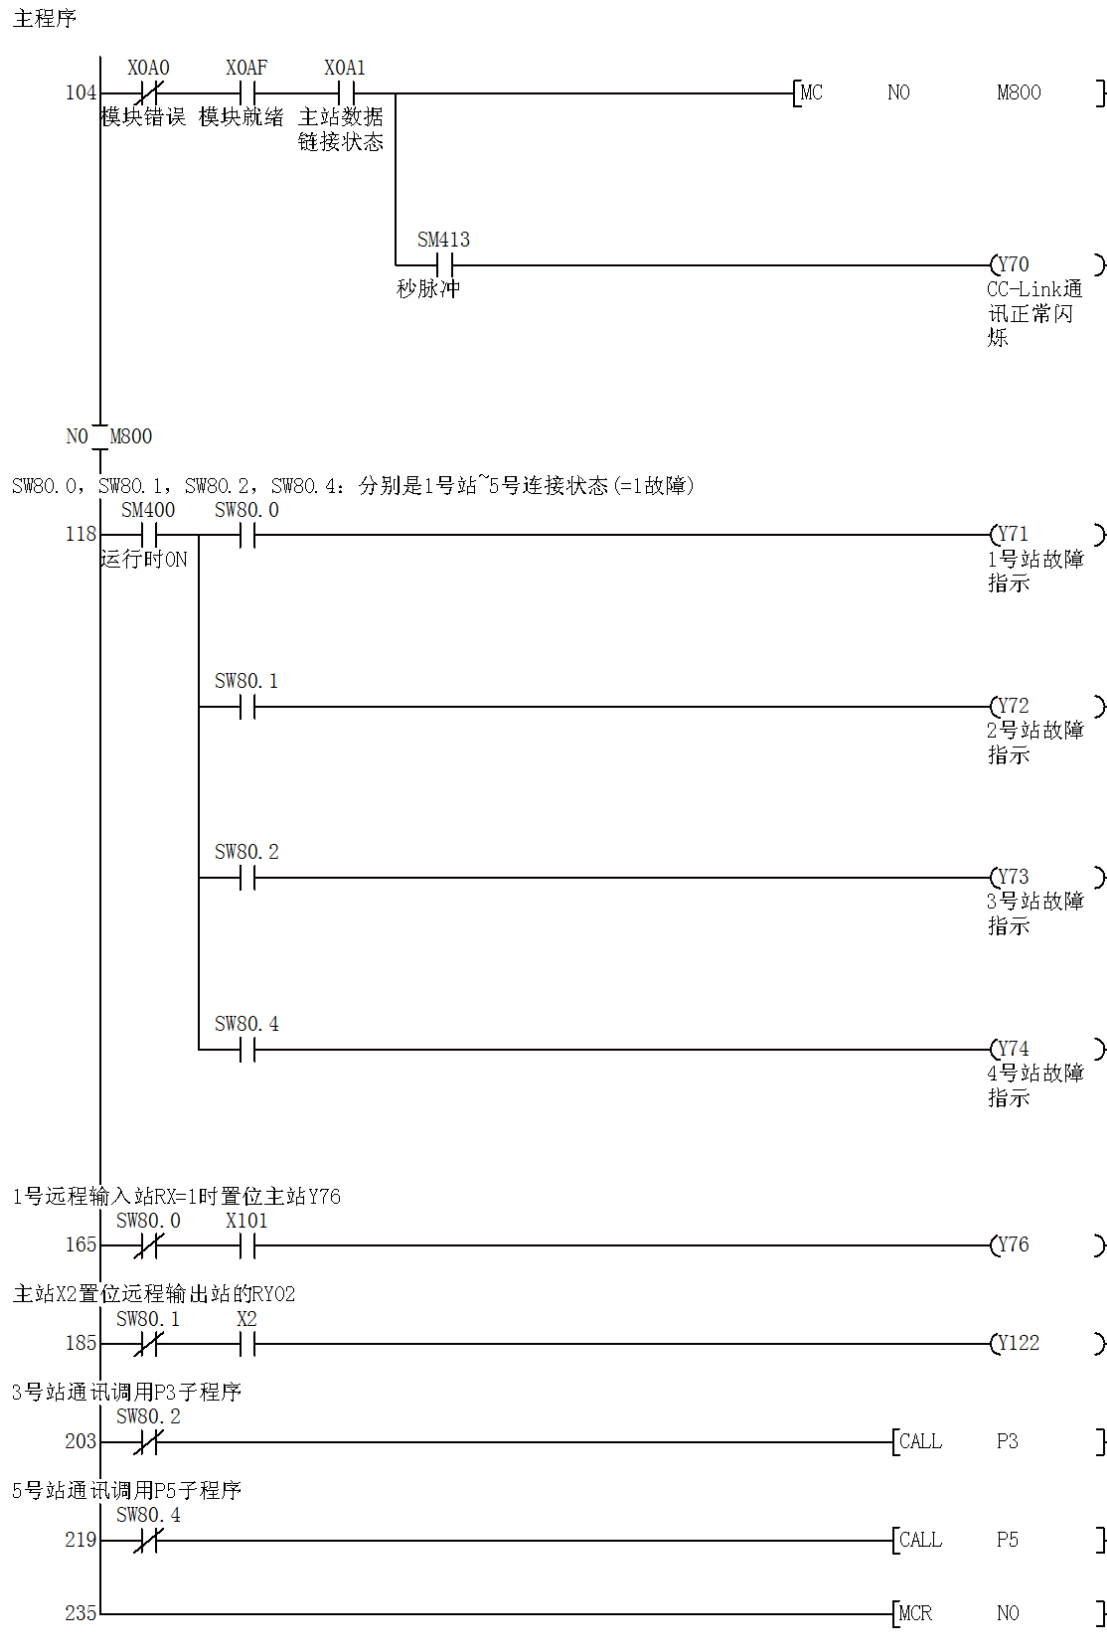 主程序
X0A0 X0AF X0A1
104 MC N0 M800
模块错误 模块就绪 主站数据
链接状态
SM413
Y70
秒脉冲 CC-Link通
讯正常闪
烁
N0 M800
SW80.0, SW80.1, SW80.2, SW80.4: 分别是1号站~5号连接状态(=1故障)
SM400 SW80.0
118 Y71
运行时ON 1号站故障
指示
SW80.1
Y72
2号站故障
指示
SW80.2
Y73
3号站故障
指示
SW80.4
Y74
4号站故障
指示
1号远程输入站RX=1时置位主站Y76
SW80.0 X101
165 Y76
主站X2置位远程输出站的RY02
SW80.1 X2
185 Y122
3号站通讯调用P3子程序
SW80.2
203 CALL P3
5号站通讯调用P5子程序
SW80.4
219 CALL P5
235 MCR N0